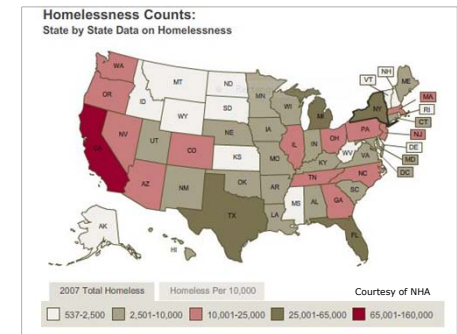 Homelessness Counts:
State by State Data on Homelessness
WA
MT
ND
OR
ID
SD
WY
MN
WI
MI
NY
VT
NH
ME
MA
RI
CT
NV
UT
CO
NE
IA
IL
IN
OH
PA
NJ
DE
MD
DC
KS
MO
KY
WV
VA
AZ
NM
OK
AR
TN
NC
SC
TX
LA
MS
AL
GA
FL
AK
HI
2007 Total Homeless
Homeless Per 10,000
Courtesy of NHA
537-2,500
2,501-10,000
10,001-25,000
25,001-65,000
65,001-160,000